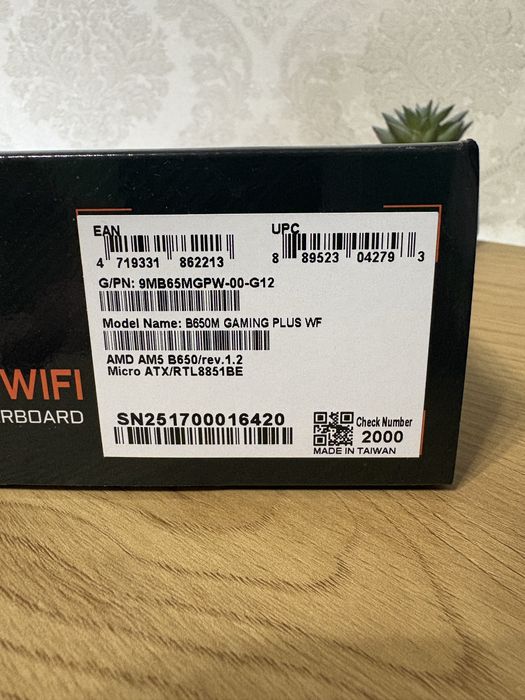 EAN
4 719331 862213
UPC
8 89523 04279 3
G/PN: 9MB65MGPW-00-G12
Model Name: B650M GAMING PLUS WF
AMD AM5 B650/rev.1.2
Micro ATX/RTL8851BE
SN251700016420
Check Number
2000
MADE IN TAIWAN
WIFI
RBOARD